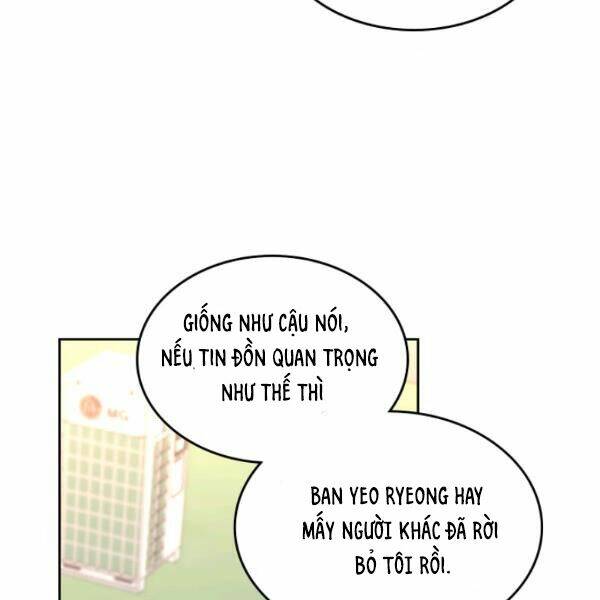 GIỐNG NHƯ CẬU NÓI,
NẾU TIN ĐỒN QUAN TRỌNG
NHƯ THẾ THÌ
MG
BAN YEO RYEONG HAY
MẤY NGƯỜI KHÁC ĐÃ RỜI
BỎ TÔI RỒI.